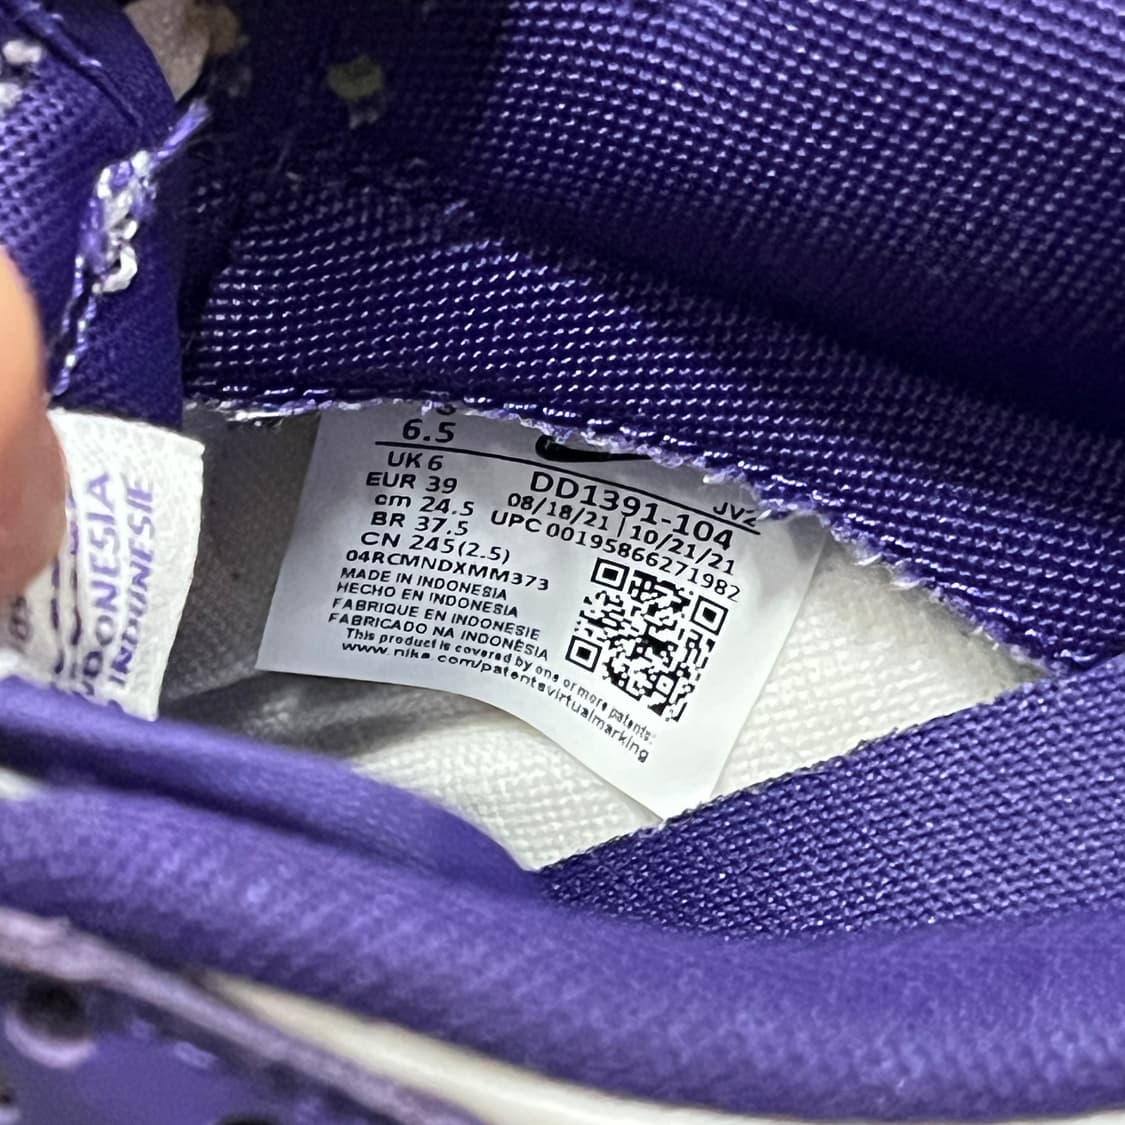 6.5
UK 6
EUR 39
cm 24.5
BR 37.5
CN 245(2.5)
04RCMNDXMM373
JV2
DD1391-104
08/18/21 | 10/21/21
UPC 00195866271982
MADE IN INDONESIA
HECHO EN INDONESIA
FABRIQUE EN INDONESIE
FABRICADO NA INDONÉSIA
This product is covered by one or more patents.
www.nike.com/patentsvirtualmarking
INDONESIA
INDONESIE